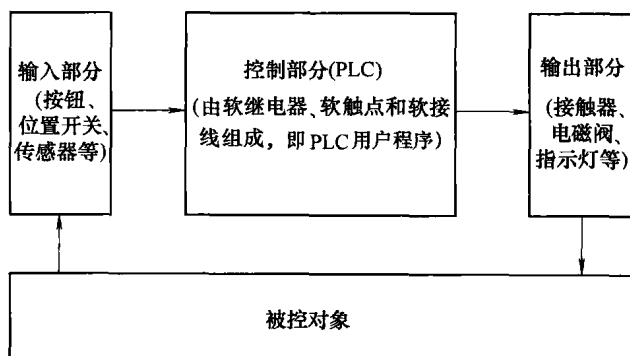 输入部分
(按钮、
位置开关、
传感器等)
控制部分(PLC)
(由软继电器、软触点和软接
线组成，即PLC用户程序)
输出部分
(接触器、
电磁阀、
指示灯等)
被控对象